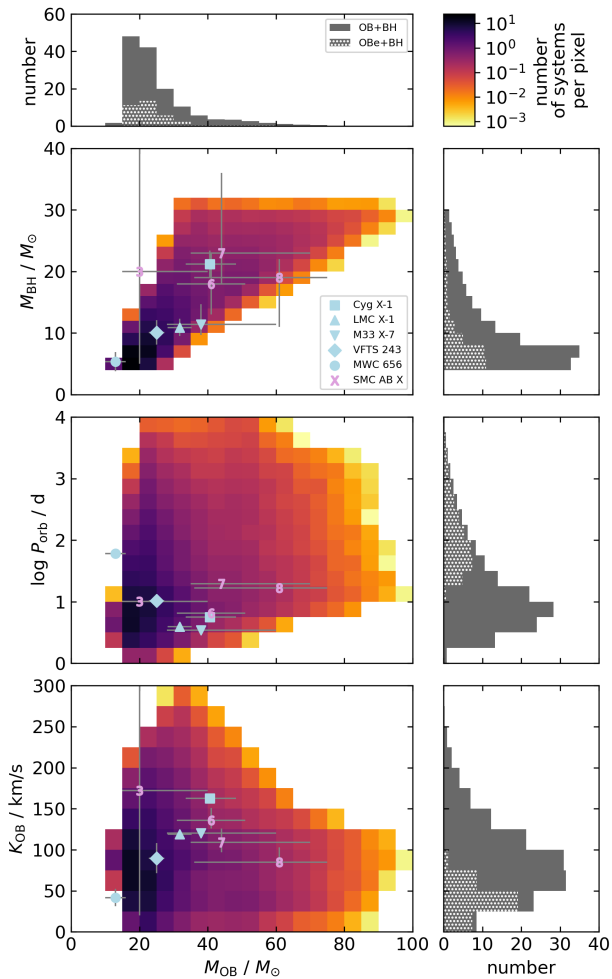 60
40
20
0
number
OB+BH
OBe+BH
10¹
10⁰
10⁻¹
10⁻²
10⁻³
number
of systems
per pixel
40
30
20
10
0
M_BH / M_⊙
3
7
6
8
Cyg X-1
LMC X-1
M33 X-7
VFTS 243
MWC 656
SMC AB X
4
3
2
1
0
log P_orb / d
3
7
8
6
300
250
200
150
100
50
0
K_OB / km/s
3
6
7
8
0 20 40 60 80 100
M_OB / M_⊙
0 10 20 30 40
number